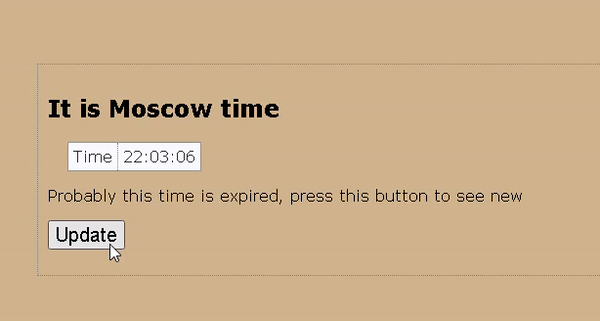 It is Moscow time
Time 22:03:06
Probably this time is expired, press this button to see new
Update